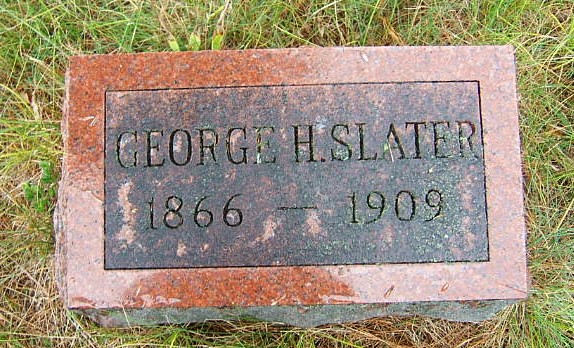 GEORGE H. SLATER
1866 — 1909